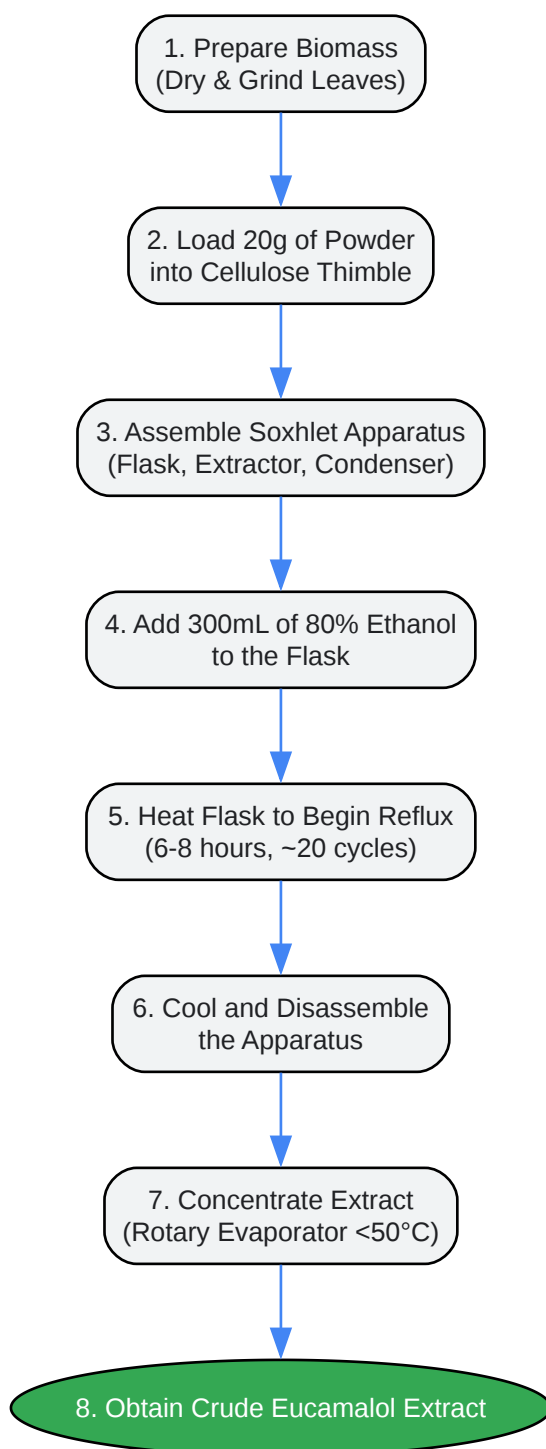 1. Prepare Biomass
(Dry & Grind Leaves)
2. Load 20g of Powder
into Cellulose Thimble
3. Assemble Soxhlet Apparatus
(Flask, Extractor, Condenser)
4. Add 300mL of 80% Ethanol
to the Flask
5. Heat Flask to Begin Reflux
(6-8 hours, ~20 cycles)
6. Cool and Disassemble
the Apparatus
7. Concentrate Extract
(Rotary Evaporator <50°C)
8. Obtain Crude Eucamalol Extract